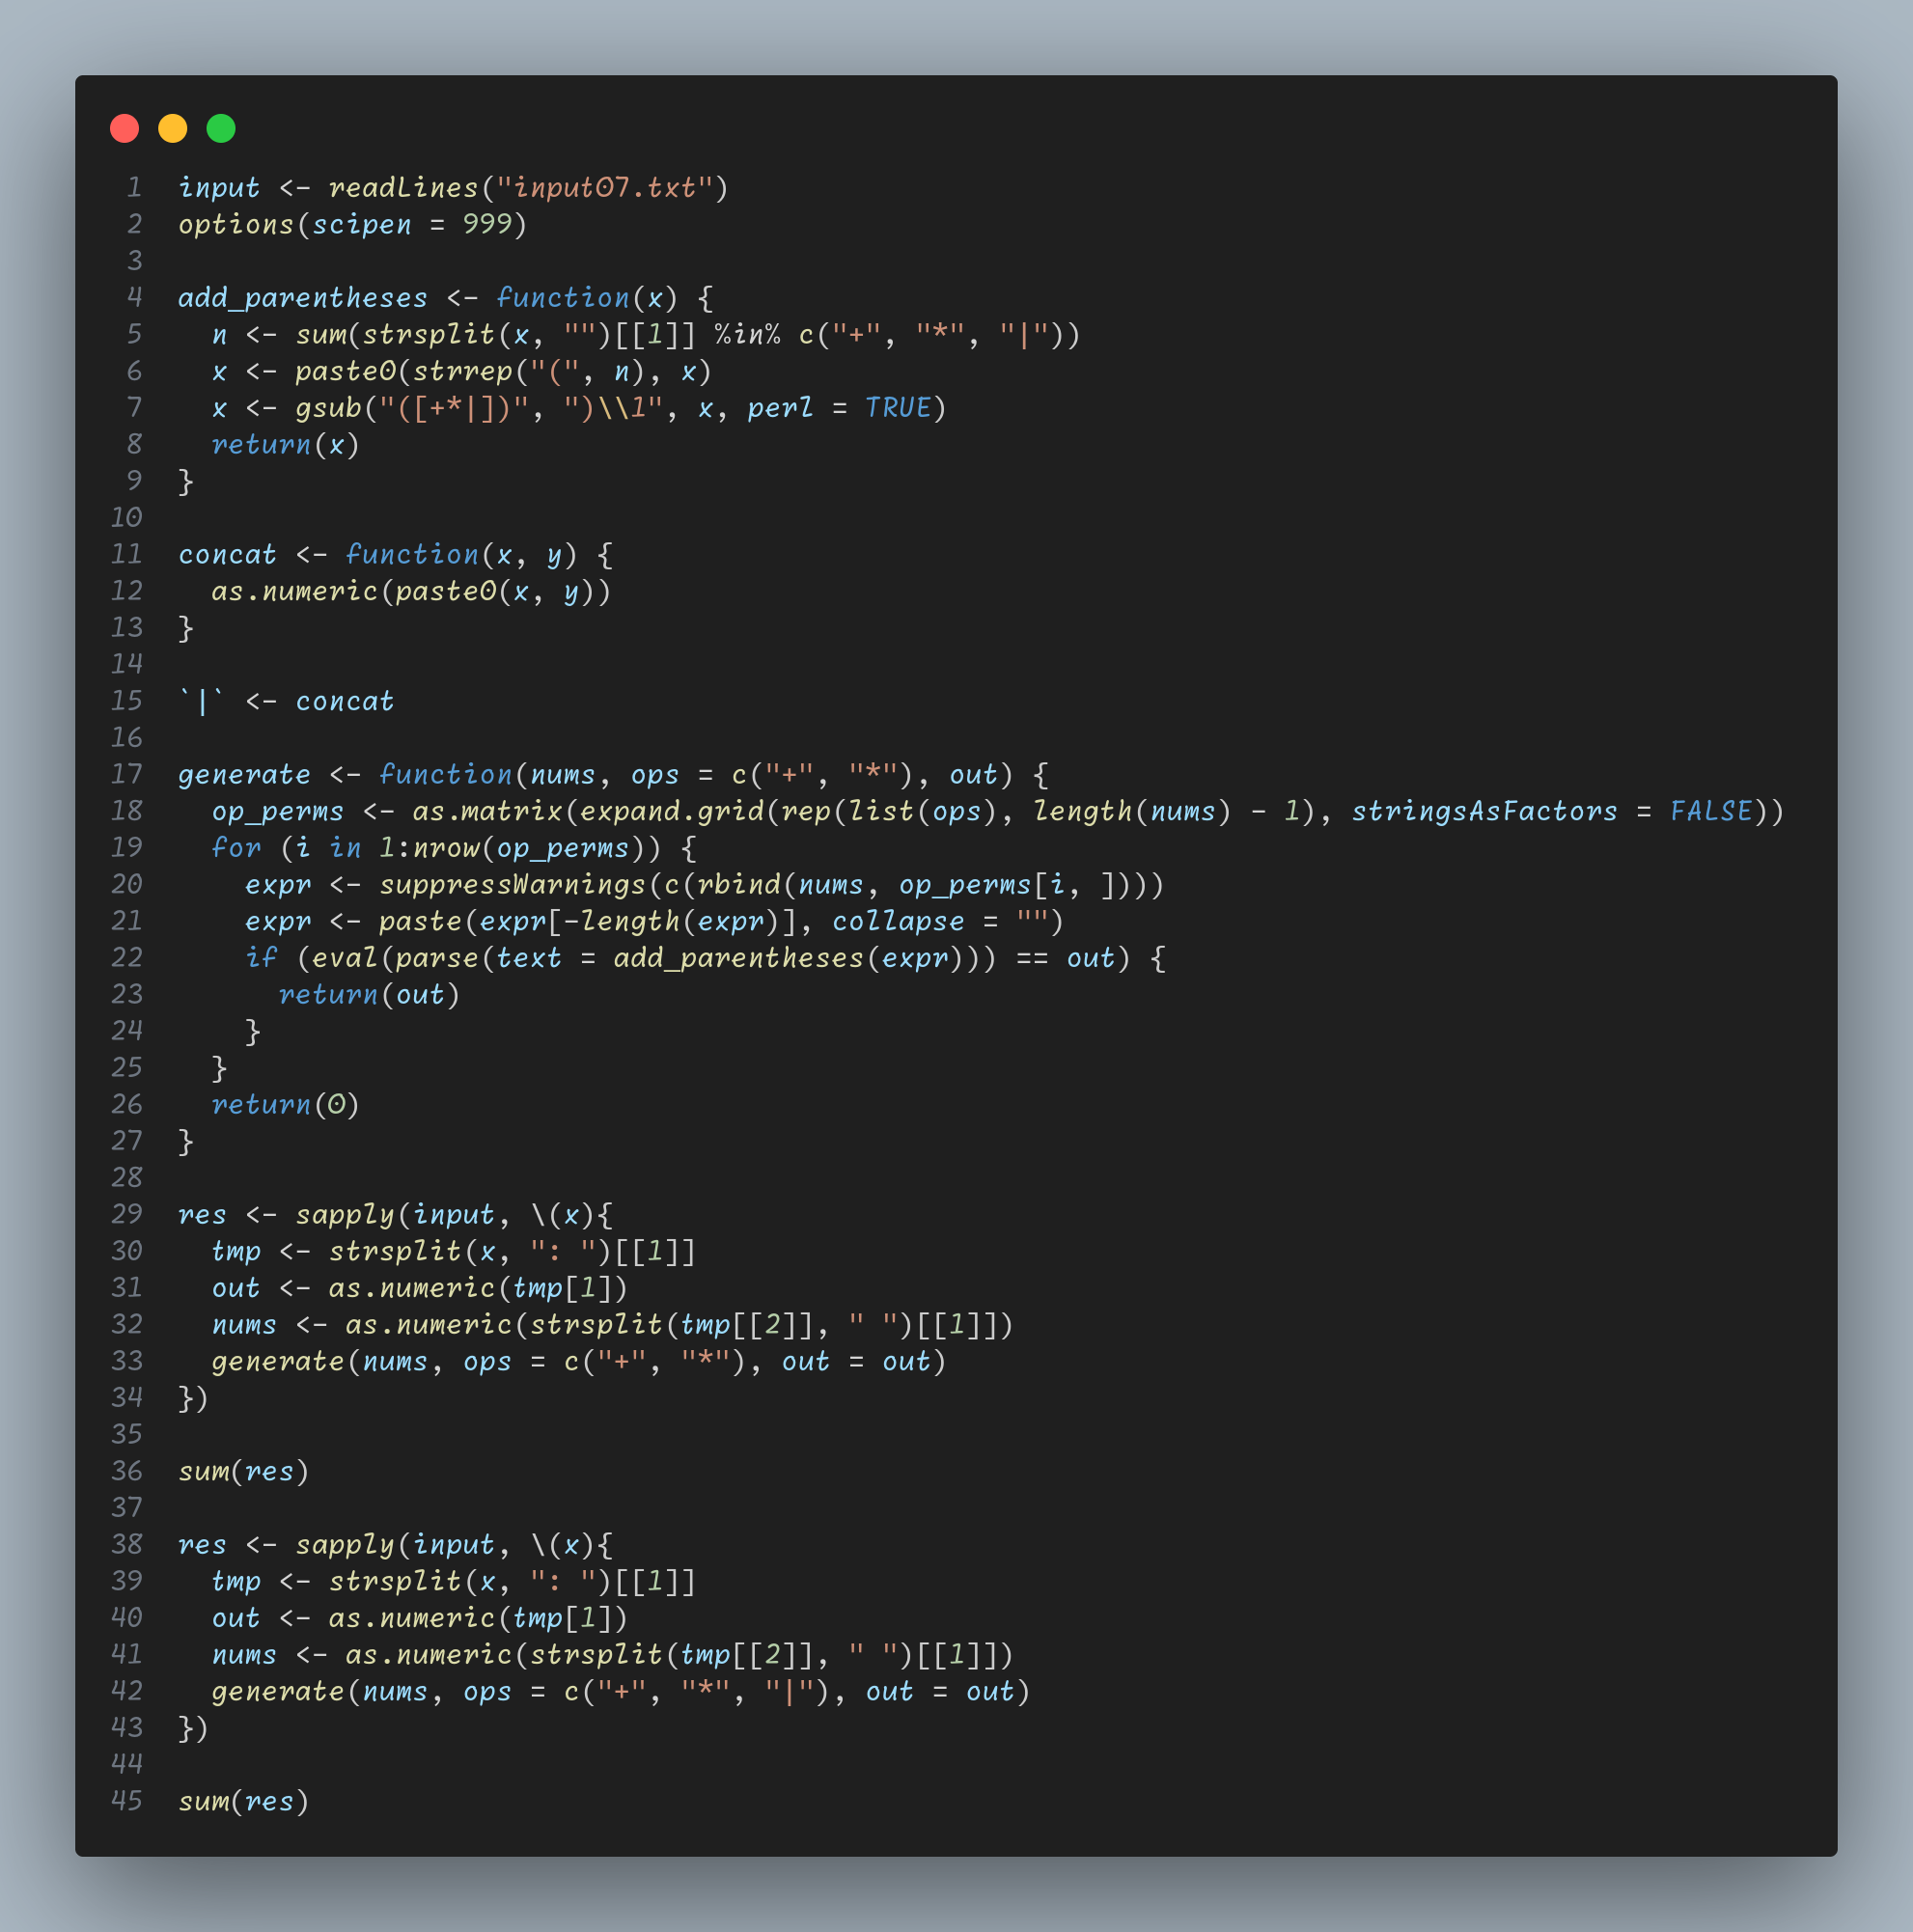 1 input <- readLines("input07.txt")
2 options(scipen = 999)
3
4 add_parentheses <- function(x) {
5   n <- sum(strsplit(x, "")[[1]] %in% c("+", "*", "|"))
6   x <- paste0(strrep("(", n), x)
7   x <- gsub("([+*|])", ")\\1", x, perl = TRUE)
8   return(x)
9 }
10
11 concat <- function(x, y) {
12   as.numeric(paste0(x, y))
13 }
14
15 `|` <- concat
16
17 generate <- function(nums, ops = c("+", "*"), out) {
18   op_perms <- as.matrix(expand.grid(rep(list(ops), length(nums) - 1), stringsAsFactors = FALSE))
19   for (i in 1:nrow(op_perms)) {
20     expr <- suppressWarnings(c(rbind(nums, op_perms[i, ])))
21     expr <- paste(expr[-length(expr)], collapse = "")
22     if (eval(parse(text = add_parentheses(expr))) == out) {
23       return(out)
24     }
25   }
26   return(0)
27 }
28
29 res <- sapply(input, \(x){
30   tmp <- strsplit(x, ": ")[[1]]
31   out <- as.numeric(tmp[1])
32   nums <- as.numeric(strsplit(tmp[[2]], " ")[[1]])
33   generate(nums, ops = c("+", "*"), out = out)
34 })
35
36 sum(res)
37
38 res <- sapply(input, \(x){
39   tmp <- strsplit(x, ": ")[[1]]
40   out <- as.numeric(tmp[1])
41   nums <- as.numeric(strsplit(tmp[[2]], " ")[[1]])
42   generate(nums, ops = c("+", "*", "|"), out = out)
43 })
44
45 sum(res)